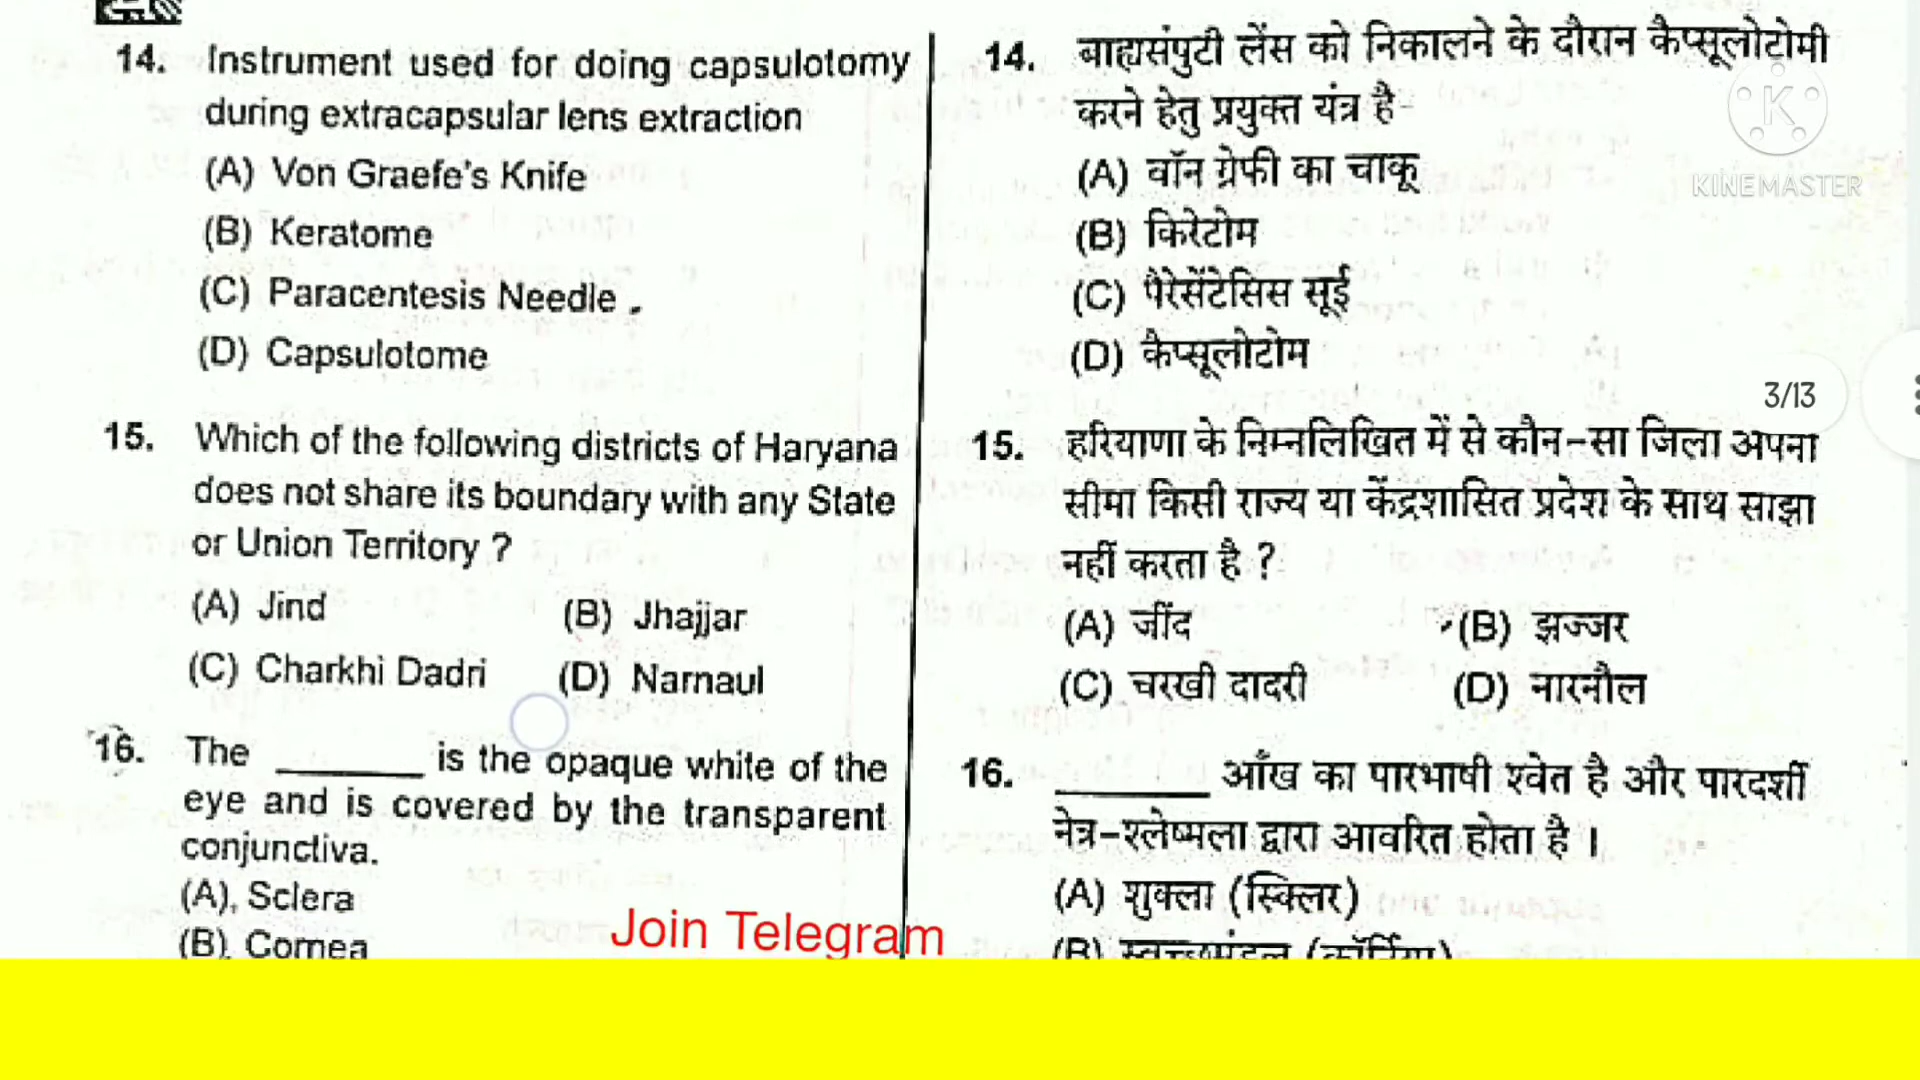 14. Instrument used for doing capsulotomy
during extracapsular lens extraction
(A) Von Graefe's Knife
(B) Keratome
(C) Paracentesis Needle
(D) Capsulotome
15. Which of the following districts of Haryana
does not share its boundary with any State
or Union Territory ?
(A) Jind (B) Jhajjar
(C) Charkhi Dadri (D) Narnaul
16. The ______ is the opaque white of the
eye and is covered by the transparent
conjunctiva.
(A) Sclera
(B) Cornea
14. बाह्यसंपुटी लेंस को निकालने के दौरान कैप्सूलोटोमी
करने हेतु प्रयुक्त यंत्र है
(A) वॉन ग्रेफी का चाकू
(B) किरेटोम
(C) पैरेसेंटेसिस सूई
(D) कैप्सूलोटोम
15. हरियाणा के निम्नलिखित में से कौन-सा जिला अपना
सीमा किसी राज्य या केंद्रशासित प्रदेश के साथ साझा
नहीं करता है ?
(A) जींद (B) झज्जर
(C) चरखी दादरी (D) नारनौल
16. ______ आँख का पारभाषी श्वेत है और पारदर्शी
नेत्र-श्लेष्मला द्वारा आवरित होता है ।
(A) शुक्ला (स्क्लिर)
(B) स्वच्छमंडल (कॉर्निया)
K
KINEMASTER
3/13
Join Telegram